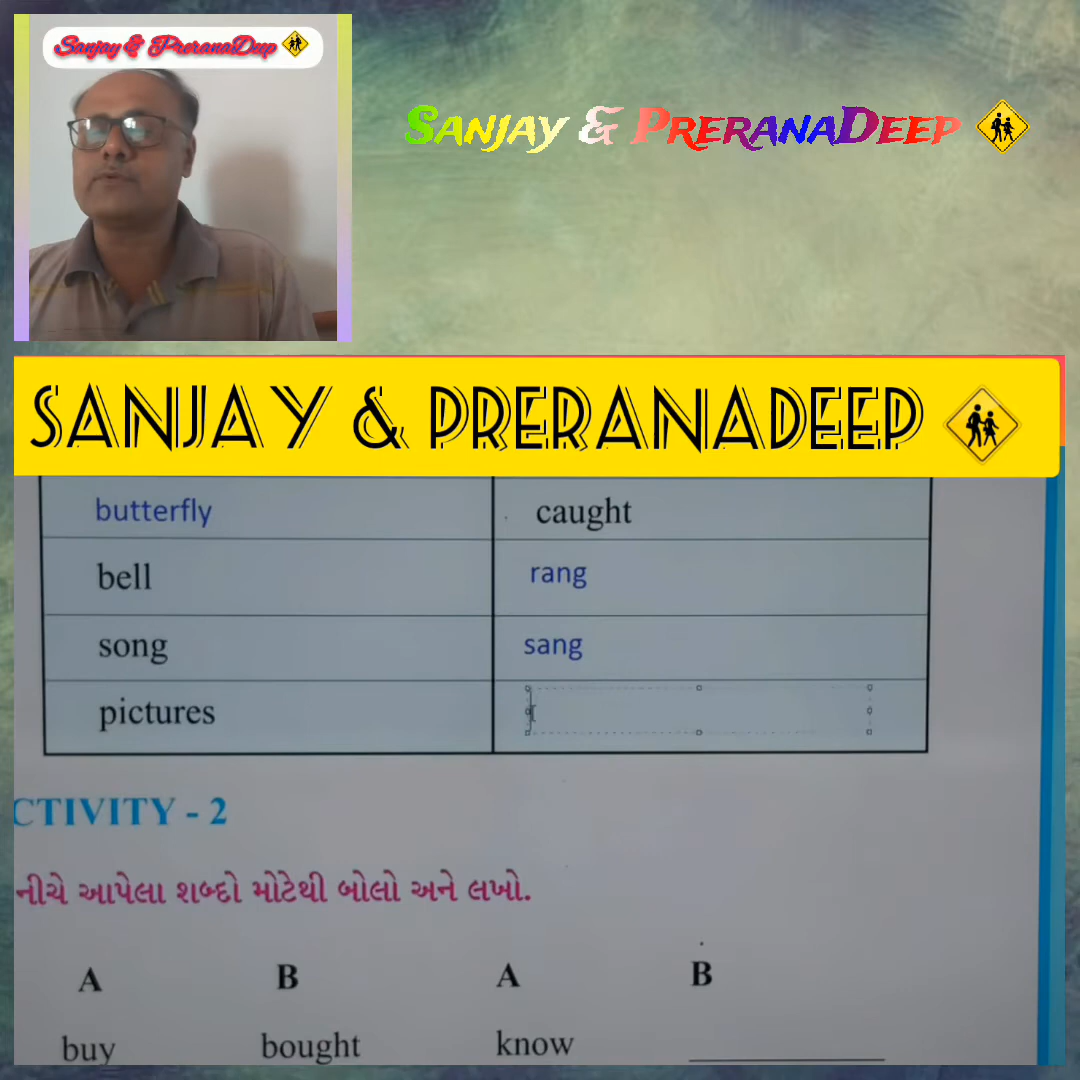 Sanjay & PreranaDeep
Sanjay & PreranaDeep
SANJAY & PRERANADEEP
butterfly caught
bell rang
song sang
pictures
CTIVITY - 2
નીચે આપેલા શબ્દો મોટેથી બોલો અને લખો.
A B A B
buy bought know